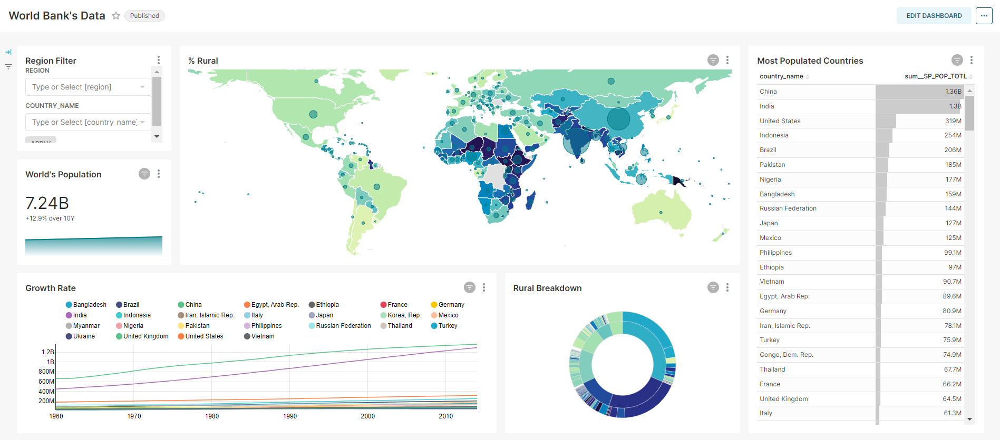 World Bank's Data
Published
EDIT DASHBOARD
Region Filter
REGION
Type or Select [region]
COUNTRY_NAME
Type or Select [country_name]
APPLY
World's Population
7.24B
+12.9% over 10Y
% Rural
Most Populated Countries
country_name sum__SP_POP_TOTL
China 1.36B
India 1.3B
United States 319M
Indonesia 254M
Brazil 206M
Pakistan 185M
Nigeria 177M
Bangladesh 159M
Russian Federation 144M
Japan 127M
Mexico 125M
Philippines 99.1M
Ethiopia 97M
Vietnam 90.7M
Egypt, Arab Rep. 89.6M
Germany 80.9M
Iran, Islamic Rep. 78.1M
Turkey 75.9M
Congo, Dem. Rep. 74.9M
Thailand 67.7M
France 66.2M
United Kingdom 64.5M
Italy 61.3M
Growth Rate
Bangladesh Brazil China Egypt, Arab Rep. Ethiopia France Germany
India Indonesia Iran, Islamic Rep. Italy Japan Korea, Rep. Mexico
Myanmar Nigeria Pakistan Philippines Russian Federation Thailand Turkey
Ukraine United Kingdom United States Vietnam
1.2B
1B
800M
600M
400M
200M
1960 1970 1980 1990 2000 2010
Rural Breakdown